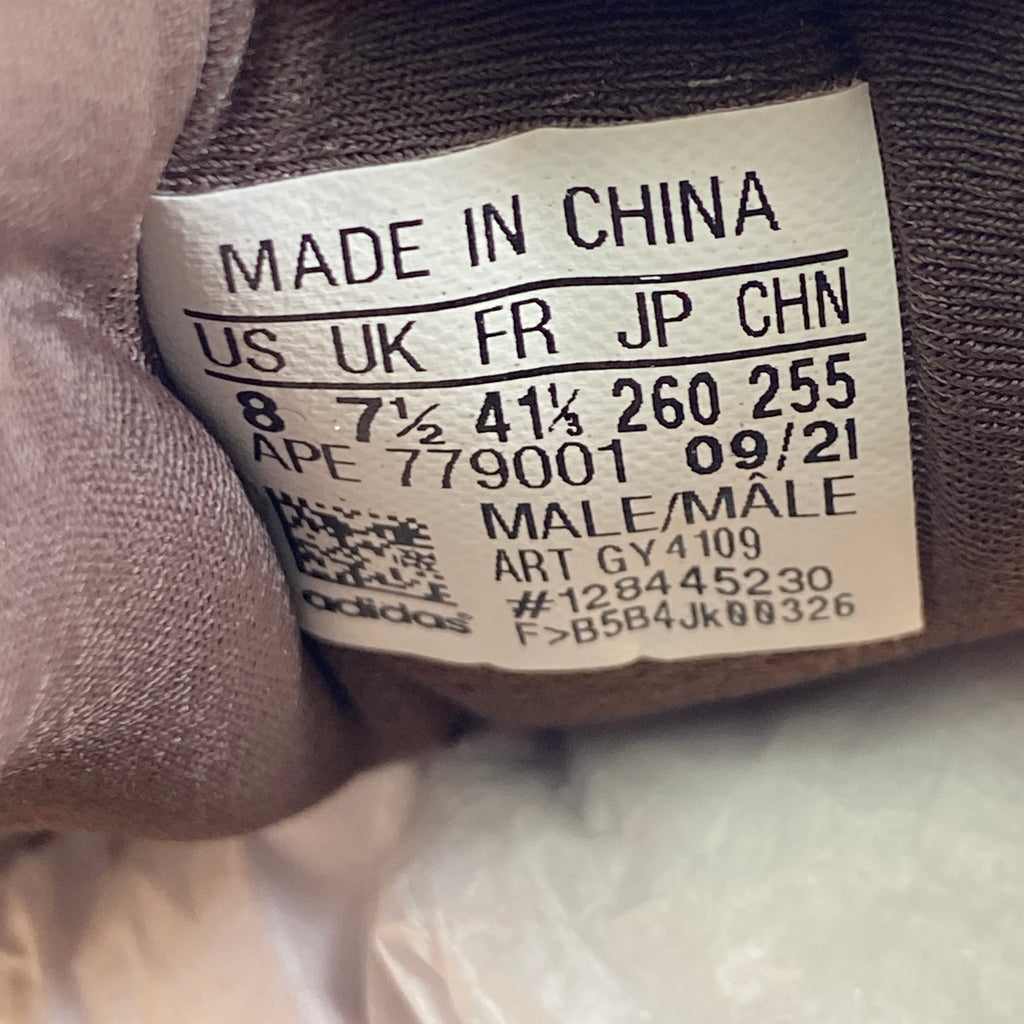 MADE IN CHINA
US UK FR JP CHN
8 7½ 41⅓ 260 255
APE 779001 09/21
MALE/MÂLE
ART GY4109
#128445230
F>B5B4Jk00326
adidas